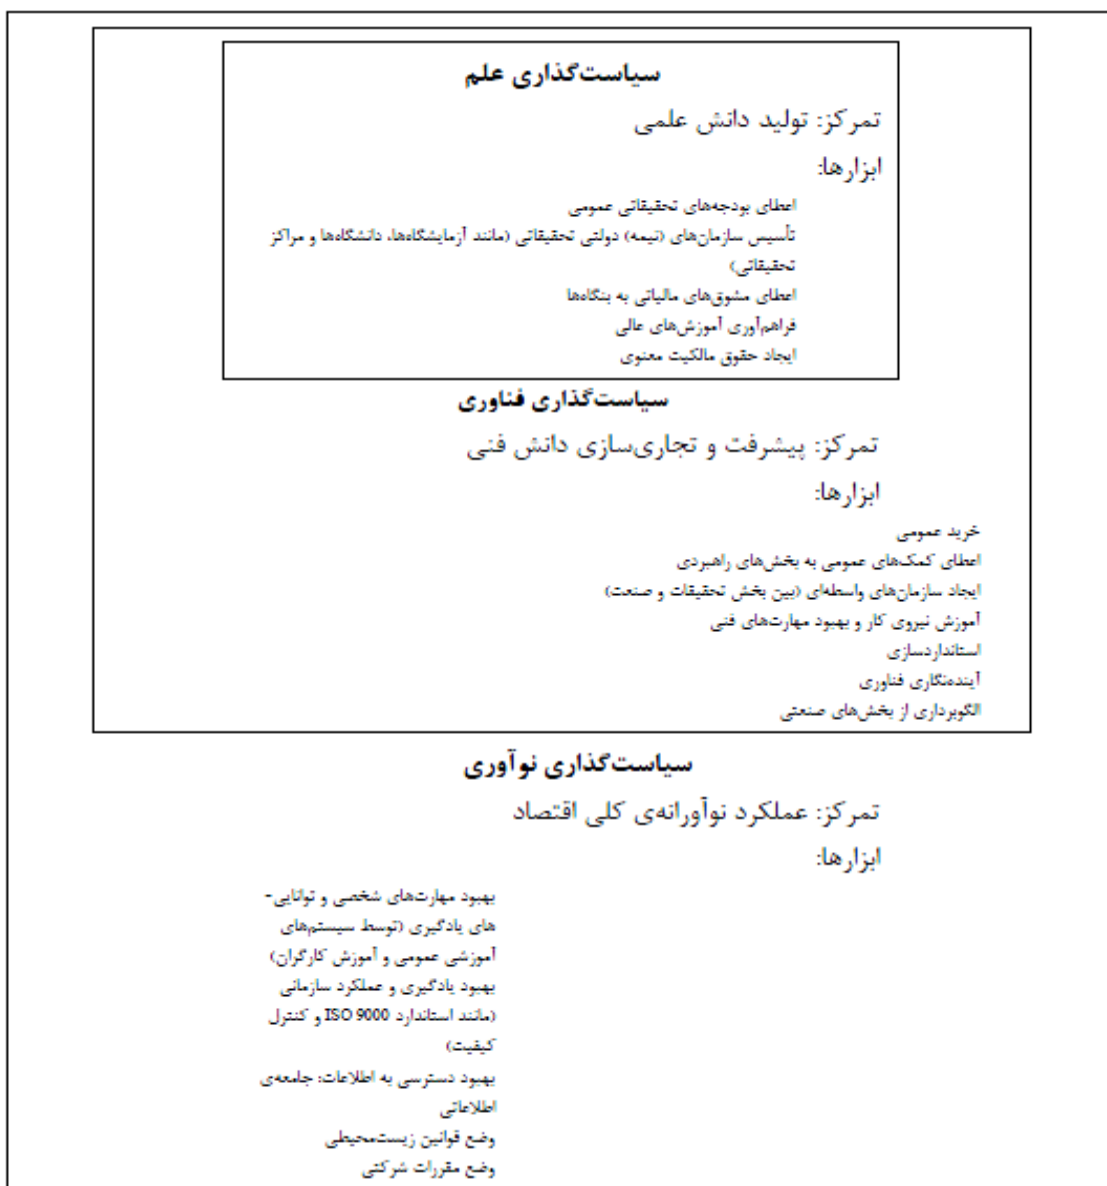 سیاست‌گذاری علم
تمرکز: تولید دانش علمی
ابزارها:
اعطای بودجه‌های تحقیقاتی عمومی
تأسیس سازمان‌های (نیمه) دولتی تحقیقاتی (مانند آزمایشگاه‌ها، دانشگاه‌ها و مراکز
تحقیقاتی)
اعطای مشوق‌های مالیاتی به بنگاه‌ها
فراهم‌آوری آموزش‌های عالی
ایجاد حقوق مالکیت معنوی
سیاست‌گذاری فناوری
تمرکز: پیشرفت و تجاری‌سازی دانش فنی
ابزارها:
خرید عمومی
اعطای کمک‌های عمومی به بخش‌های راهبردی
ایجاد سازمان‌های واسطه‌ای (بین بخش تحقیقات و صنعت)
آموزش نیروی کار و بهبود مهارت‌های فنی
استانداردسازی
آینده‌نگاری فناوری
الگوبرداری از بخش‌های صنعتی
سیاست‌گذاری نوآوری
تمرکز: عملکرد نوآورانه‌ی کلی اقتصاد
ابزارها:
بهبود مهارت‌های شخصی و توانایی-
های یادگیری (توسط سیستم‌های
آموزشی عمومی و آموزش کارگران)
بهبود یادگیری و عملکرد سازمانی
(مانند استاندارد ISO 9000 و کنترل
کیفیت)
بهبود دسترسی به اطلاعات: جامعه‌ی
اطلاعاتی
وضع قوانین زیست‌محیطی
وضع مقررات شرکتی